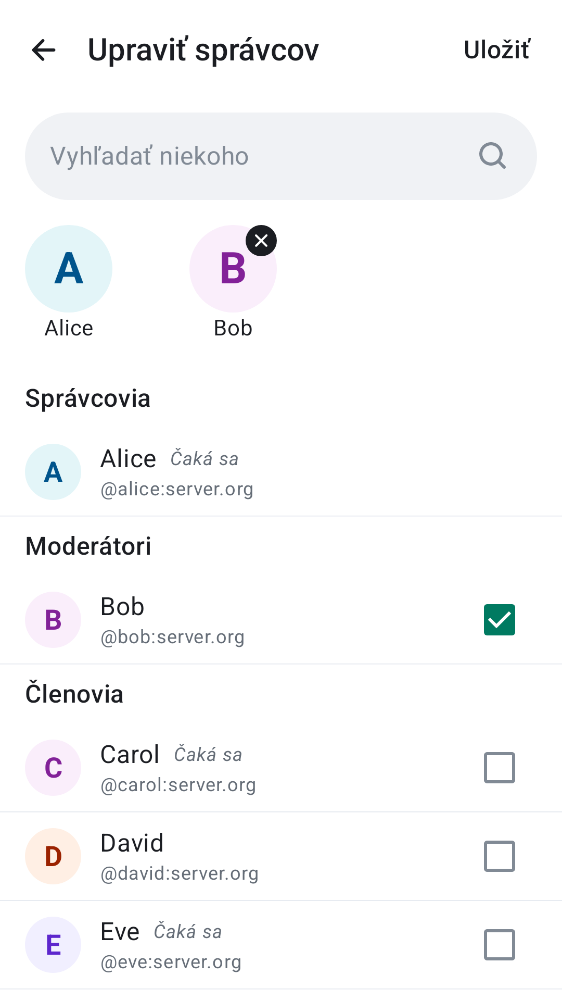 Upraviť správcov
Uložiť
Vyhľadať niekoho
A
B
Alice
Bob
Správcovia
A
Alice Čaká sa
@alice:server.org
Moderátori
B
Bob
@bob:server.org
Členovia
C
Carol Čaká sa
@carol:server.org
D
David
@david:server.org
E
Eve Čaká sa
@eve:server.org